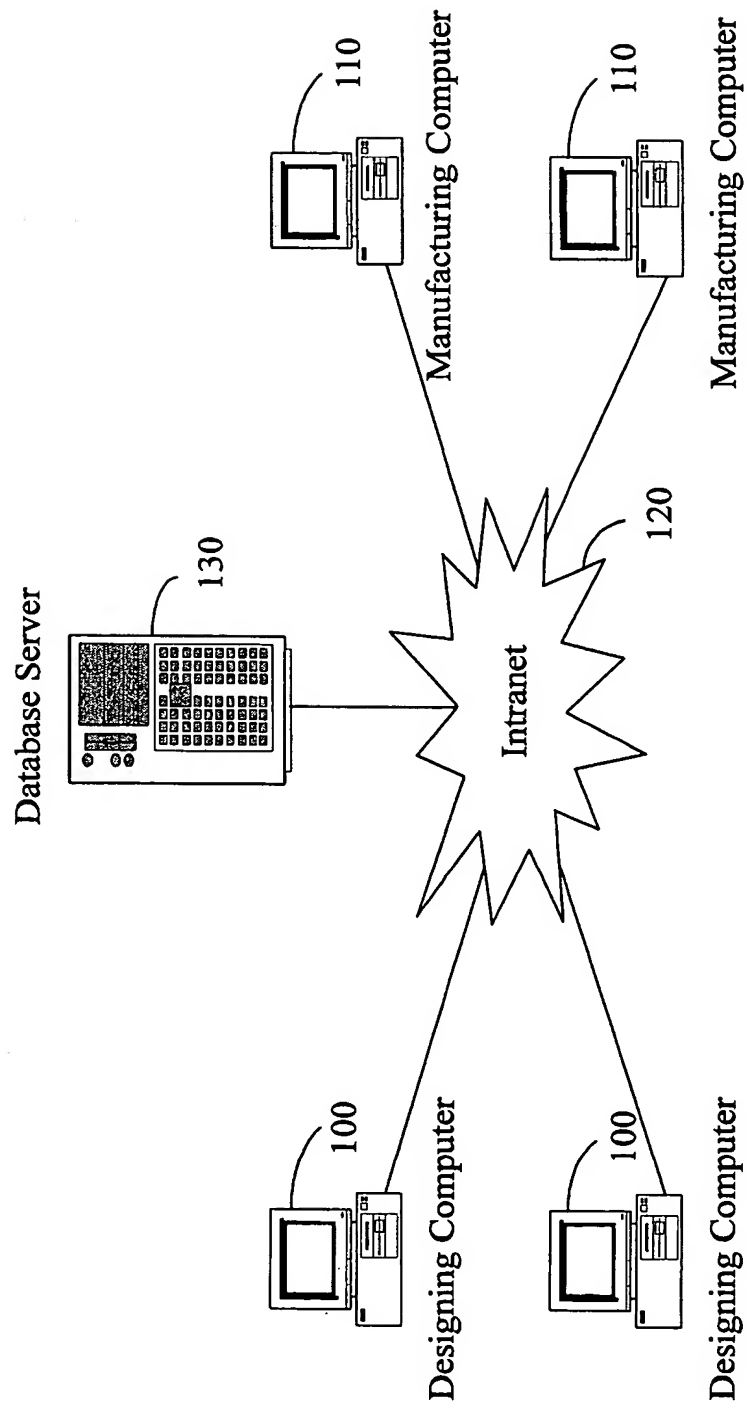 Database Server
130
110
Manufacturing Computer
100
Designing Computer
Intranet
120
110
Manufacturing Computer
100
Designing Computer